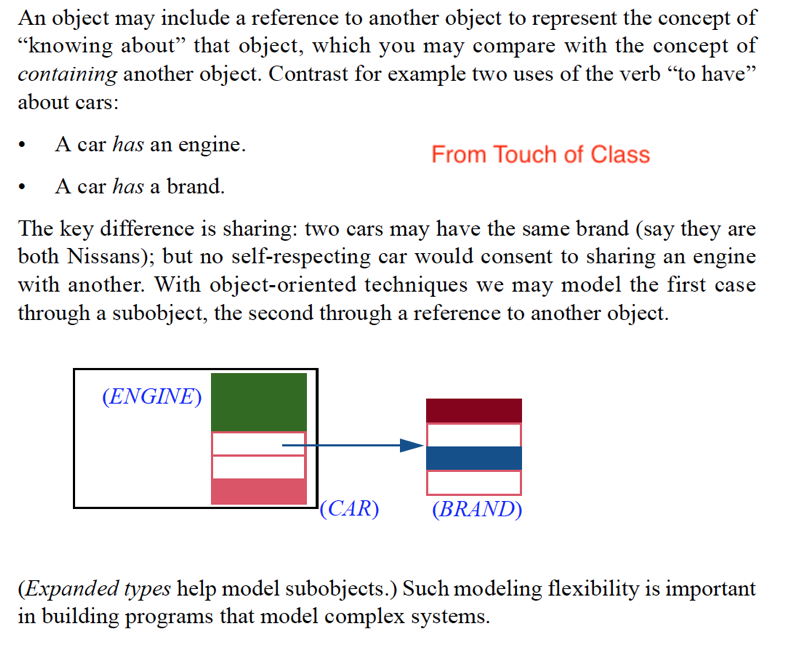 An object may include a reference to another object to represent the concept of
“knowing about” that object, which you may compare with the concept of
containing another object. Contrast for example two uses of the verb “to have”
about cars:
• A car has an engine.
From Touch of Class
• A car has a brand.
The key difference is sharing: two cars may have the same brand (say they are
both Nissans); but no self-respecting car would consent to sharing an engine
with another. With object-oriented techniques we may model the first case
through a subobject, the second through a reference to another object.
(ENGINE)
(CAR)
(BRAND)
(Expanded types help model subobjects.) Such modeling flexibility is important
in building programs that model complex systems.